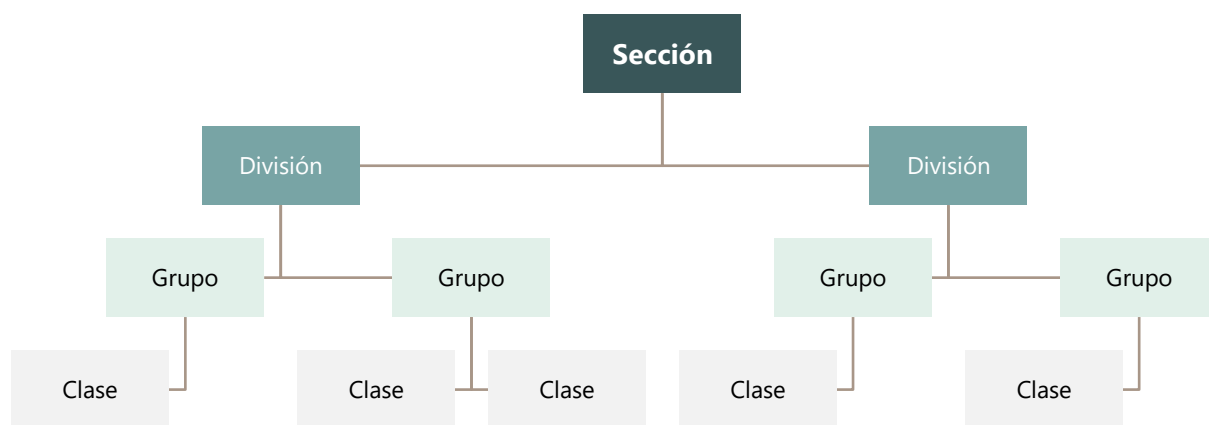 Sección
División
División
Grupo
Grupo
Grupo
Grupo
Clase
Clase
Clase
Clase
Clase